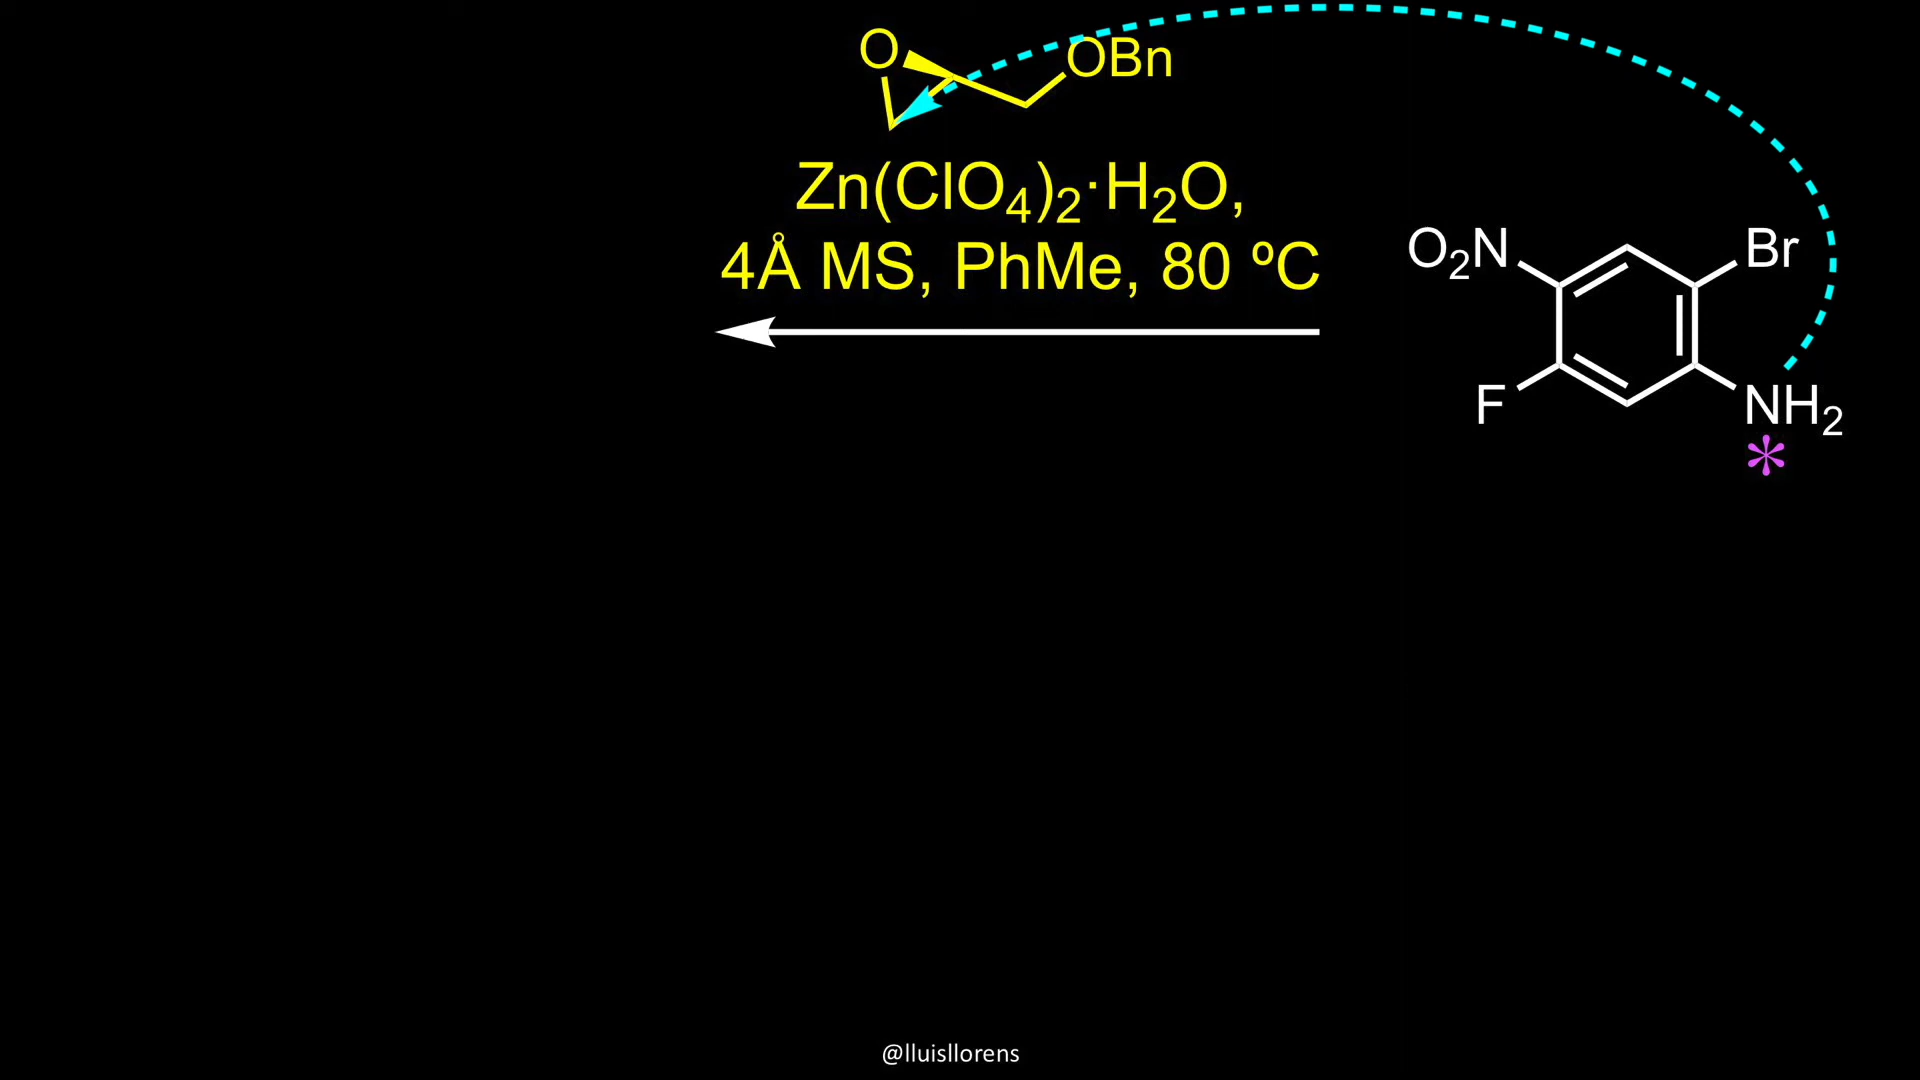 O
OBn
Zn(ClO₄)₂·H₂O,
4Å MS, PhMe, 80 ºC
O₂N
Br
F
NH₂
*
@lluisllorens